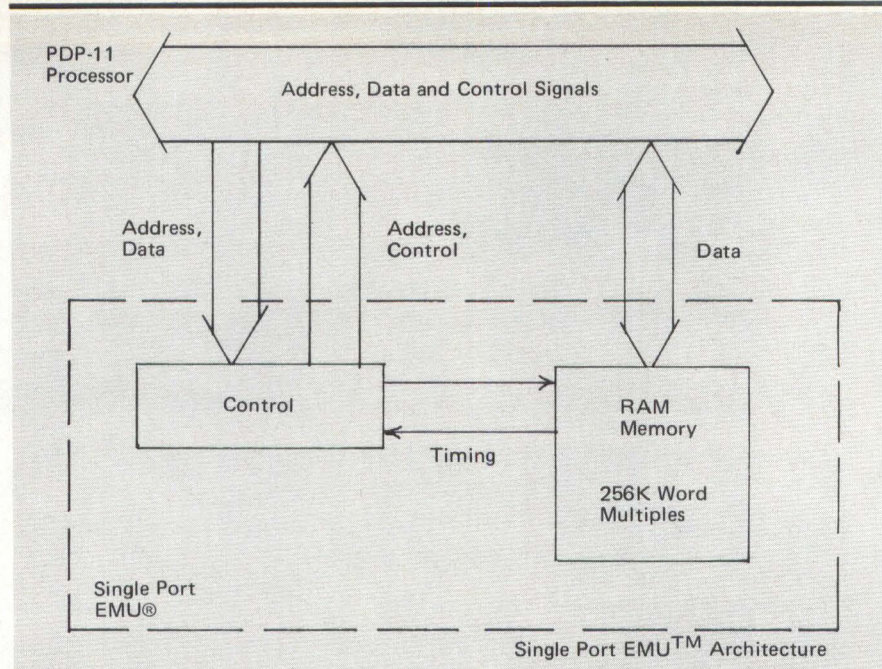 PDP-11
Processor
Address, Data and Control Signals
Address,
Data
Address,
Control
Data
Control
RAM
Memory
Timing
256K Word
Multiples
Single Port
EMU®
Single Port EMU™ Architecture